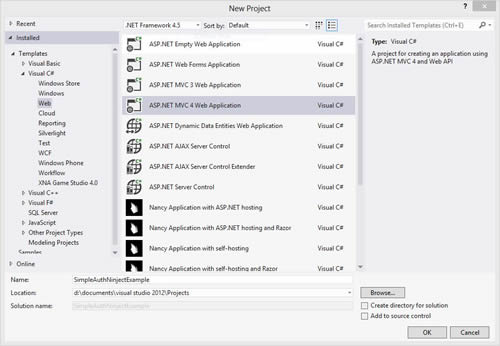 New Project
? ×
Recent
Installed
Templates
Visual Basic
Visual C#
Windows Store
Windows
Web
Cloud
Reporting
Silverlight
Test
WCF
Windows Phone
Workflow
XNA Game Studio 4.0
Visual C++
Visual F#
SQL Server
JavaScript
Other Project Types
Modeling Projects
Samples
Online
.NET Framework 4.5 Sort by: Default
ASP.NET Empty Web Application Visual C#
ASP.NET Web Forms Application Visual C#
ASP.NET MVC 3 Web Application Visual C#
ASP.NET MVC 4 Web Application Visual C#
ASP.NET Dynamic Data Entities Web Application Visual C#
ASP.NET AJAX Server Control Visual C#
ASP.NET AJAX Server Control Extender Visual C#
ASP.NET Server Control Visual C#
Nancy Application with ASP.NET hosting Visual C#
Nancy Application with ASP.NET hosting and Razor Visual C#
Nancy Application with self-hosting Visual C#
Nancy Application with self-hosting and Razor Visual C#
Search Installed Templates (Ctrl+E)
Type: Visual C#
A project for creating an application using
ASP.NET MVC 4 and Web API
Name: SimpleAuthNinjectExample
Location: d:\documents\visual studio 2012\Projects Browse...
Solution name: SimpleAuthNinjectExample
Create directory for solution
Add to source control
OK Cancel